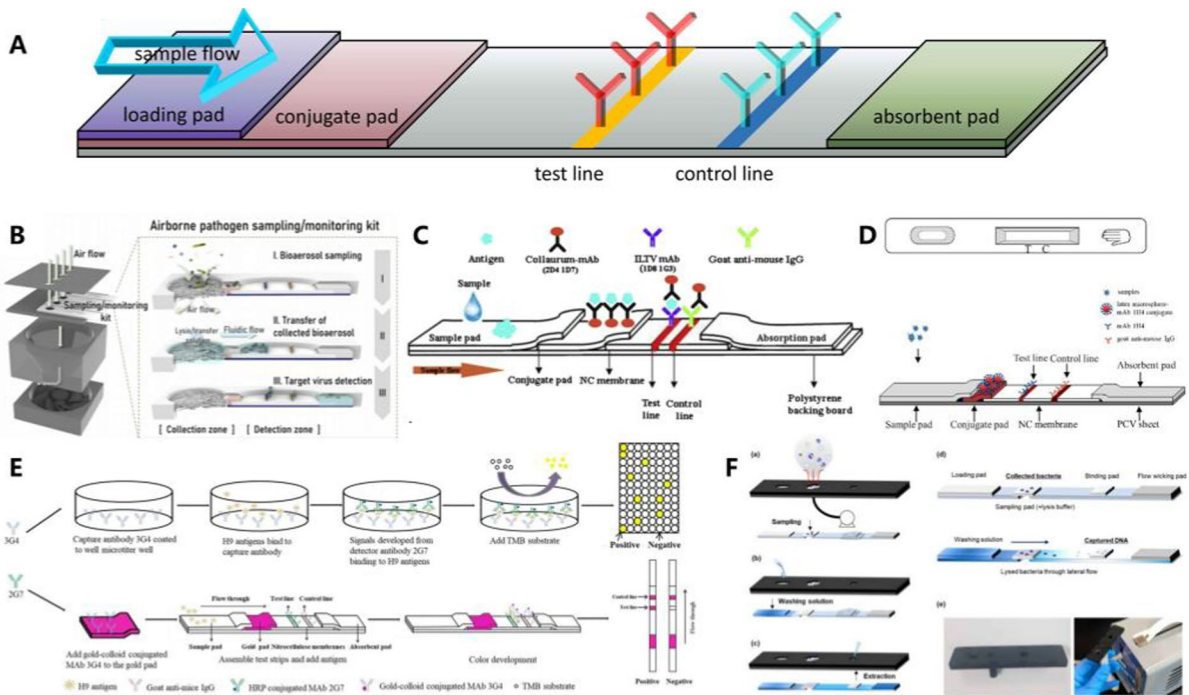 A
sample flow
loading pad
conjugate pad
absorbent pad
test line
control line
B
Airborne pathogen sampling/monitoring kit
Air flow
Sampling/monitoring
kit
I. Bioaerosol sampling
I
Air flow
Lysis/transfer
Fluidic flow
II. Transfer of
collected bioaerosol
II
III. Target virus detection
III
[ Collection zone ]
[ Detection zone ]
C
Antigen
Collaurum-mAb
(2D4 1D7)
ILTV mAb
(1D8 1G3)
Goat anti-mouse IgG
Sample
Sample pad
Absorption pad
Sample flow
Conjugate pad
NC membrane
Test
line
Control
line
Polystyrene
backing board
D
T C
samples
latex microsphere-
mAb 1H4 conjugate
mAb 1H4
goat anti-mouse IgG
Test line
Control line
Absorbent pad
Sample pad
Conjugate pad
NC membrane
PCV sheet
E
3G4
Capture antibody 3G4 coated
to well microtiter well
H9 antigens bind to
capture antibody
Signals developed from
detector antibody 2G7
binding to H9 antigens
Add TMB substrate
Positive
Negative
2G7
Add gold-colloid conjugated
MAb 3G4 to the gold pad
Flow through
Test line
Control line
Sample pad
Gold pad
Nitrocellulose membranes
Absorbent pad
Assemble test strips and add antigen
Color development
Control line
Test line
Flow through
Positive
Negative
H9 antigen
Goat anti-mice IgG
HRP conjugated MAb 2G7
Gold-colloid conjugated MAb 3G4
TMB substrate
F
(a)
Sampling
(b)
Washing solution
(c)
Extraction
(d)
Loading pad
Collected bacteria
Binding pad
Flow wicking pad
Sampling pad (+lysis buffer)
Washing solution
Captured DNA
Lysed bacteria through lateral flow
(e)